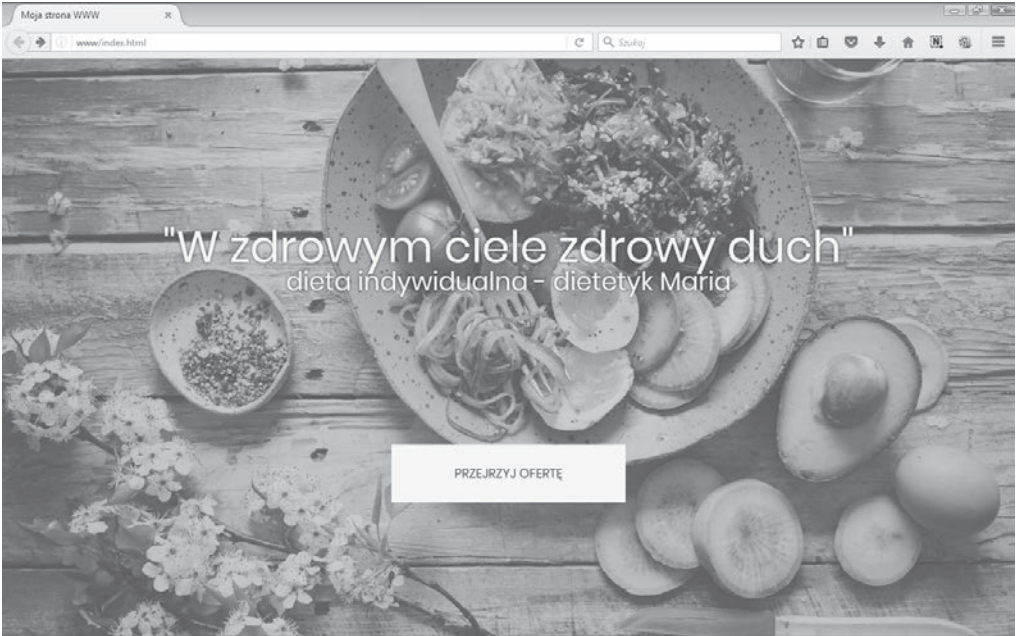 Moja strona WWW
www/index.html
Szukaj
"W zdrowym ciele zdrowy duch"
dieta indywidualna - dietetyk Maria
PRZEJRZYJ OFERTĘ